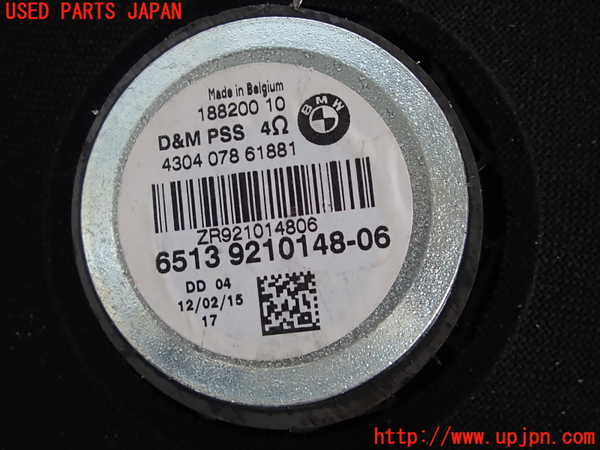 USED PARTS JAPAN
Made in Belgium
188200 10
BMW
D&M PSS 4Ω
4304 078 61881
ZR921014806
6513 9210148-06
DD 04
12/02/15
17
http://www.upjpn.com/